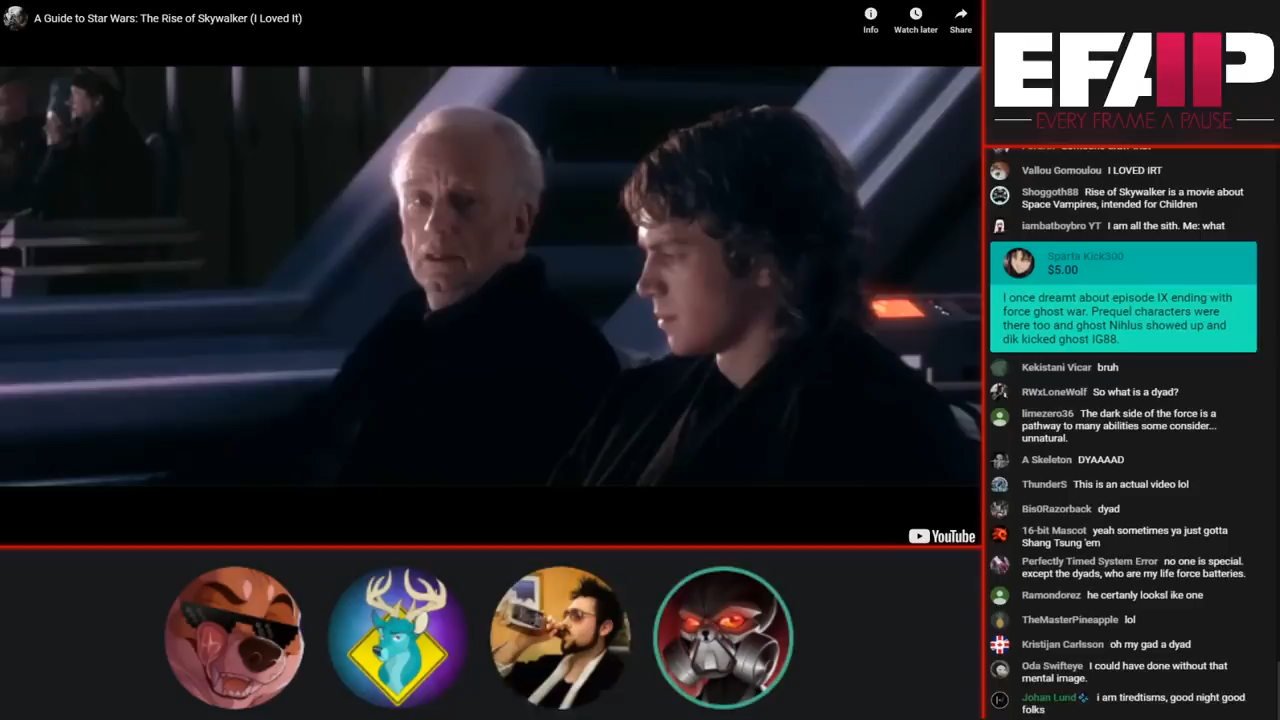 A Guide to Star Wars: The Rise of Skywalker (I Loved It)
Info
Watch later
Share
YouTube
EFAP
EVERY FRAME A PAUSE
Vallou Gomoulou I LOVED IRT
Shoggoth88 Rise of Skywalker is a movie about
Space Vampires, intended for Children
iambatboybro YT I am all the sith. Me: what
Sparta Kick300
$5.00
I once dreamt about episode IX ending with
force ghost war. Prequel characters were
there too and ghost Nihlus showed up and
dik kicked ghost IG88.
Kekistani Vicar bruh
RWxLoneWolf So what is a dyad?
limezero36 The dark side of the force is a
pathway to many abilities some consider...
unnatural.
A Skeleton DYAAAAD
ThunderS This is an actual video lol
Bis0Razorback dyad
16-bit Mascot yeah sometimes ya just gotta
Shang Tsung 'em
Perfectly Timed System Error no one is special.
except the dyads, who are my life force batteries.
Ramondorez he certanly looksl ike one
TheMasterPineapple lol
Kristijan Carlsson oh my gad a dyad
Oda Swifteye I could have done without that
mental image.
Johan Lund i am tiredtisms, good night good
folks